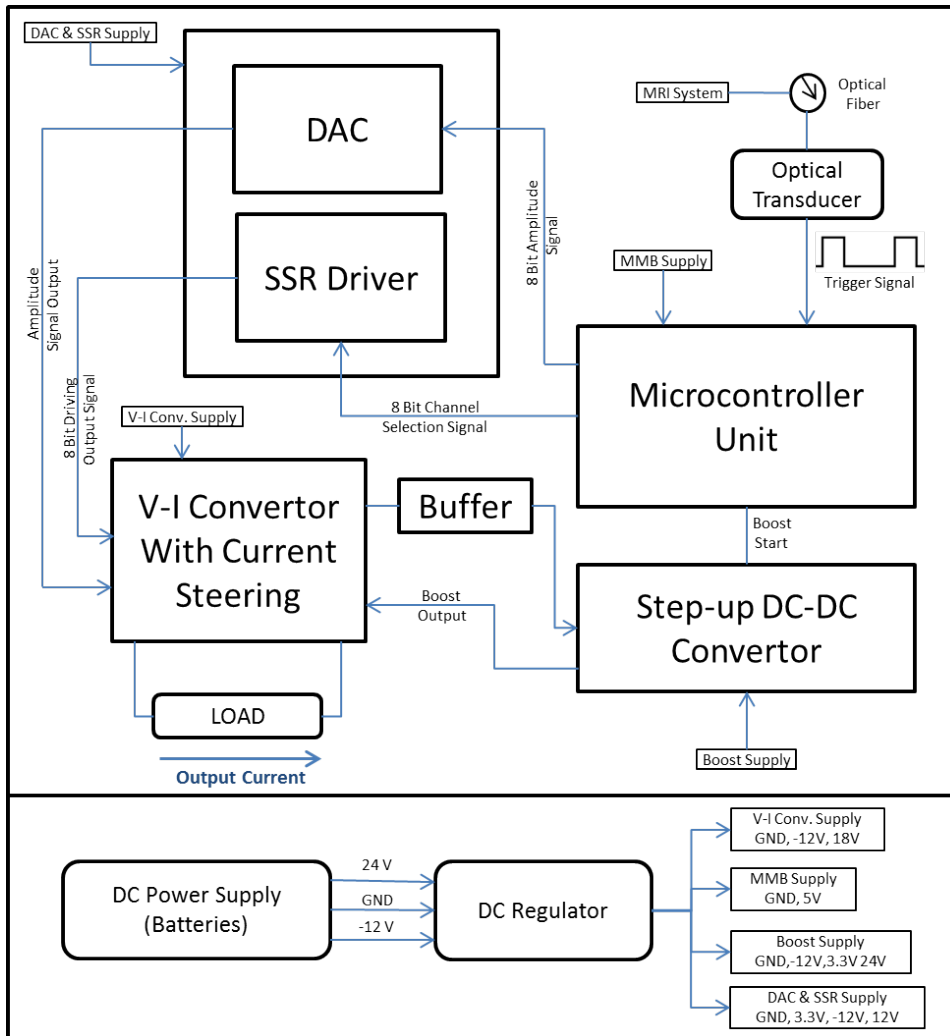 DAC & SSR Supply
DAC
SSR Driver
MRI System
Optical
Fiber
Optical
Transducer
Trigger Signal
MMB Supply
8 Bit Amplitude
Signal
Amplitude
Signal Output
8 Bit Driving
Output Signal
8 Bit Channel
Selection Signal
Microcontroller
Unit
V-I Conv. Supply
V-I Convertor
With Current
Steering
Buffer
Boost
Start
Boost
Output
Step-up DC-DC
Convertor
LOAD
Output Current
Boost Supply
DC Power Supply
(Batteries)
24 V
GND
-12 V
DC Regulator
V-I Conv. Supply
GND, -12V, 18V
MMB Supply
GND, 5V
Boost Supply
GND,-12V,3.3V 24V
DAC & SSR Supply
GND, 3.3V, -12V, 12V